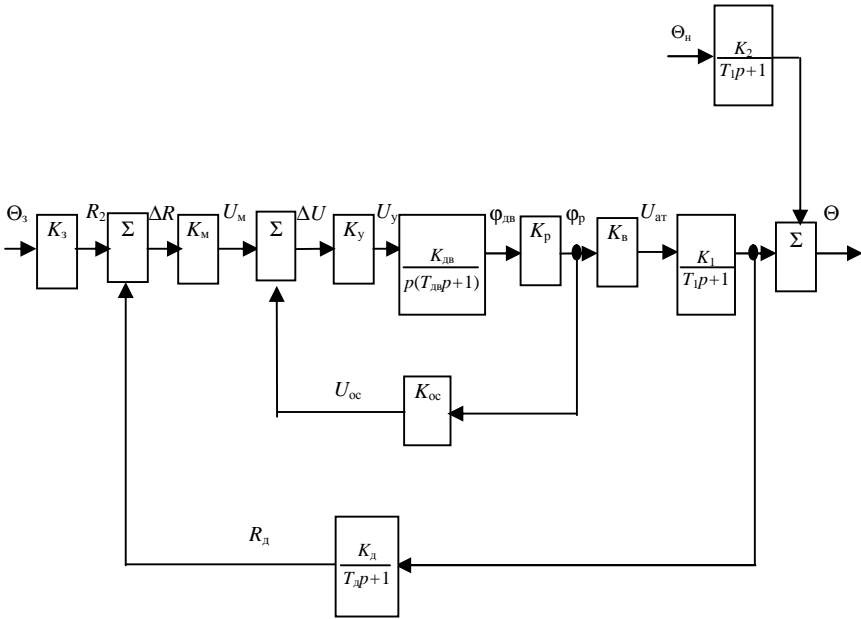 Θн
K2
T1p+1
Θз
Kз
R2
Σ
ΔR
Kм
Uм
Σ
ΔU
Kу
Uу
Kдв
p(Tдвp+1)
φдв
Kр
φр
Kв
Uат
K1
T1p+1
Σ
Θ
Uос
Kос
Rд
Kд
Tдp+1